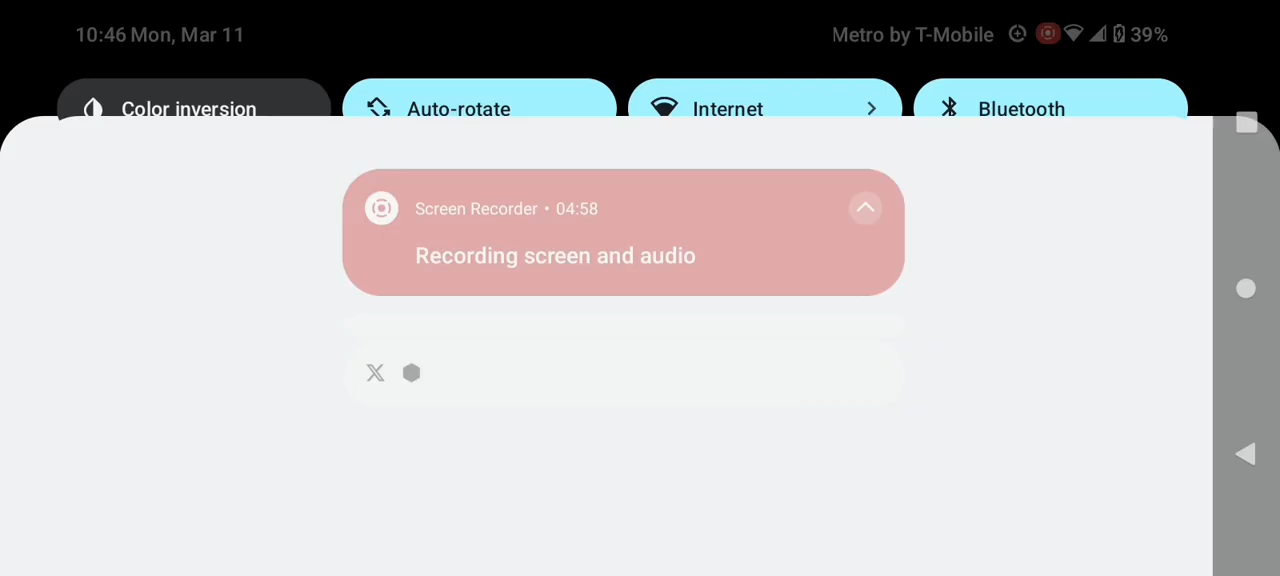 10:46 Mon, Mar 11
Metro by T-Mobile 39%
Color inversion
Auto-rotate
Internet
Bluetooth
Screen Recorder • 04:58
Recording screen and audio